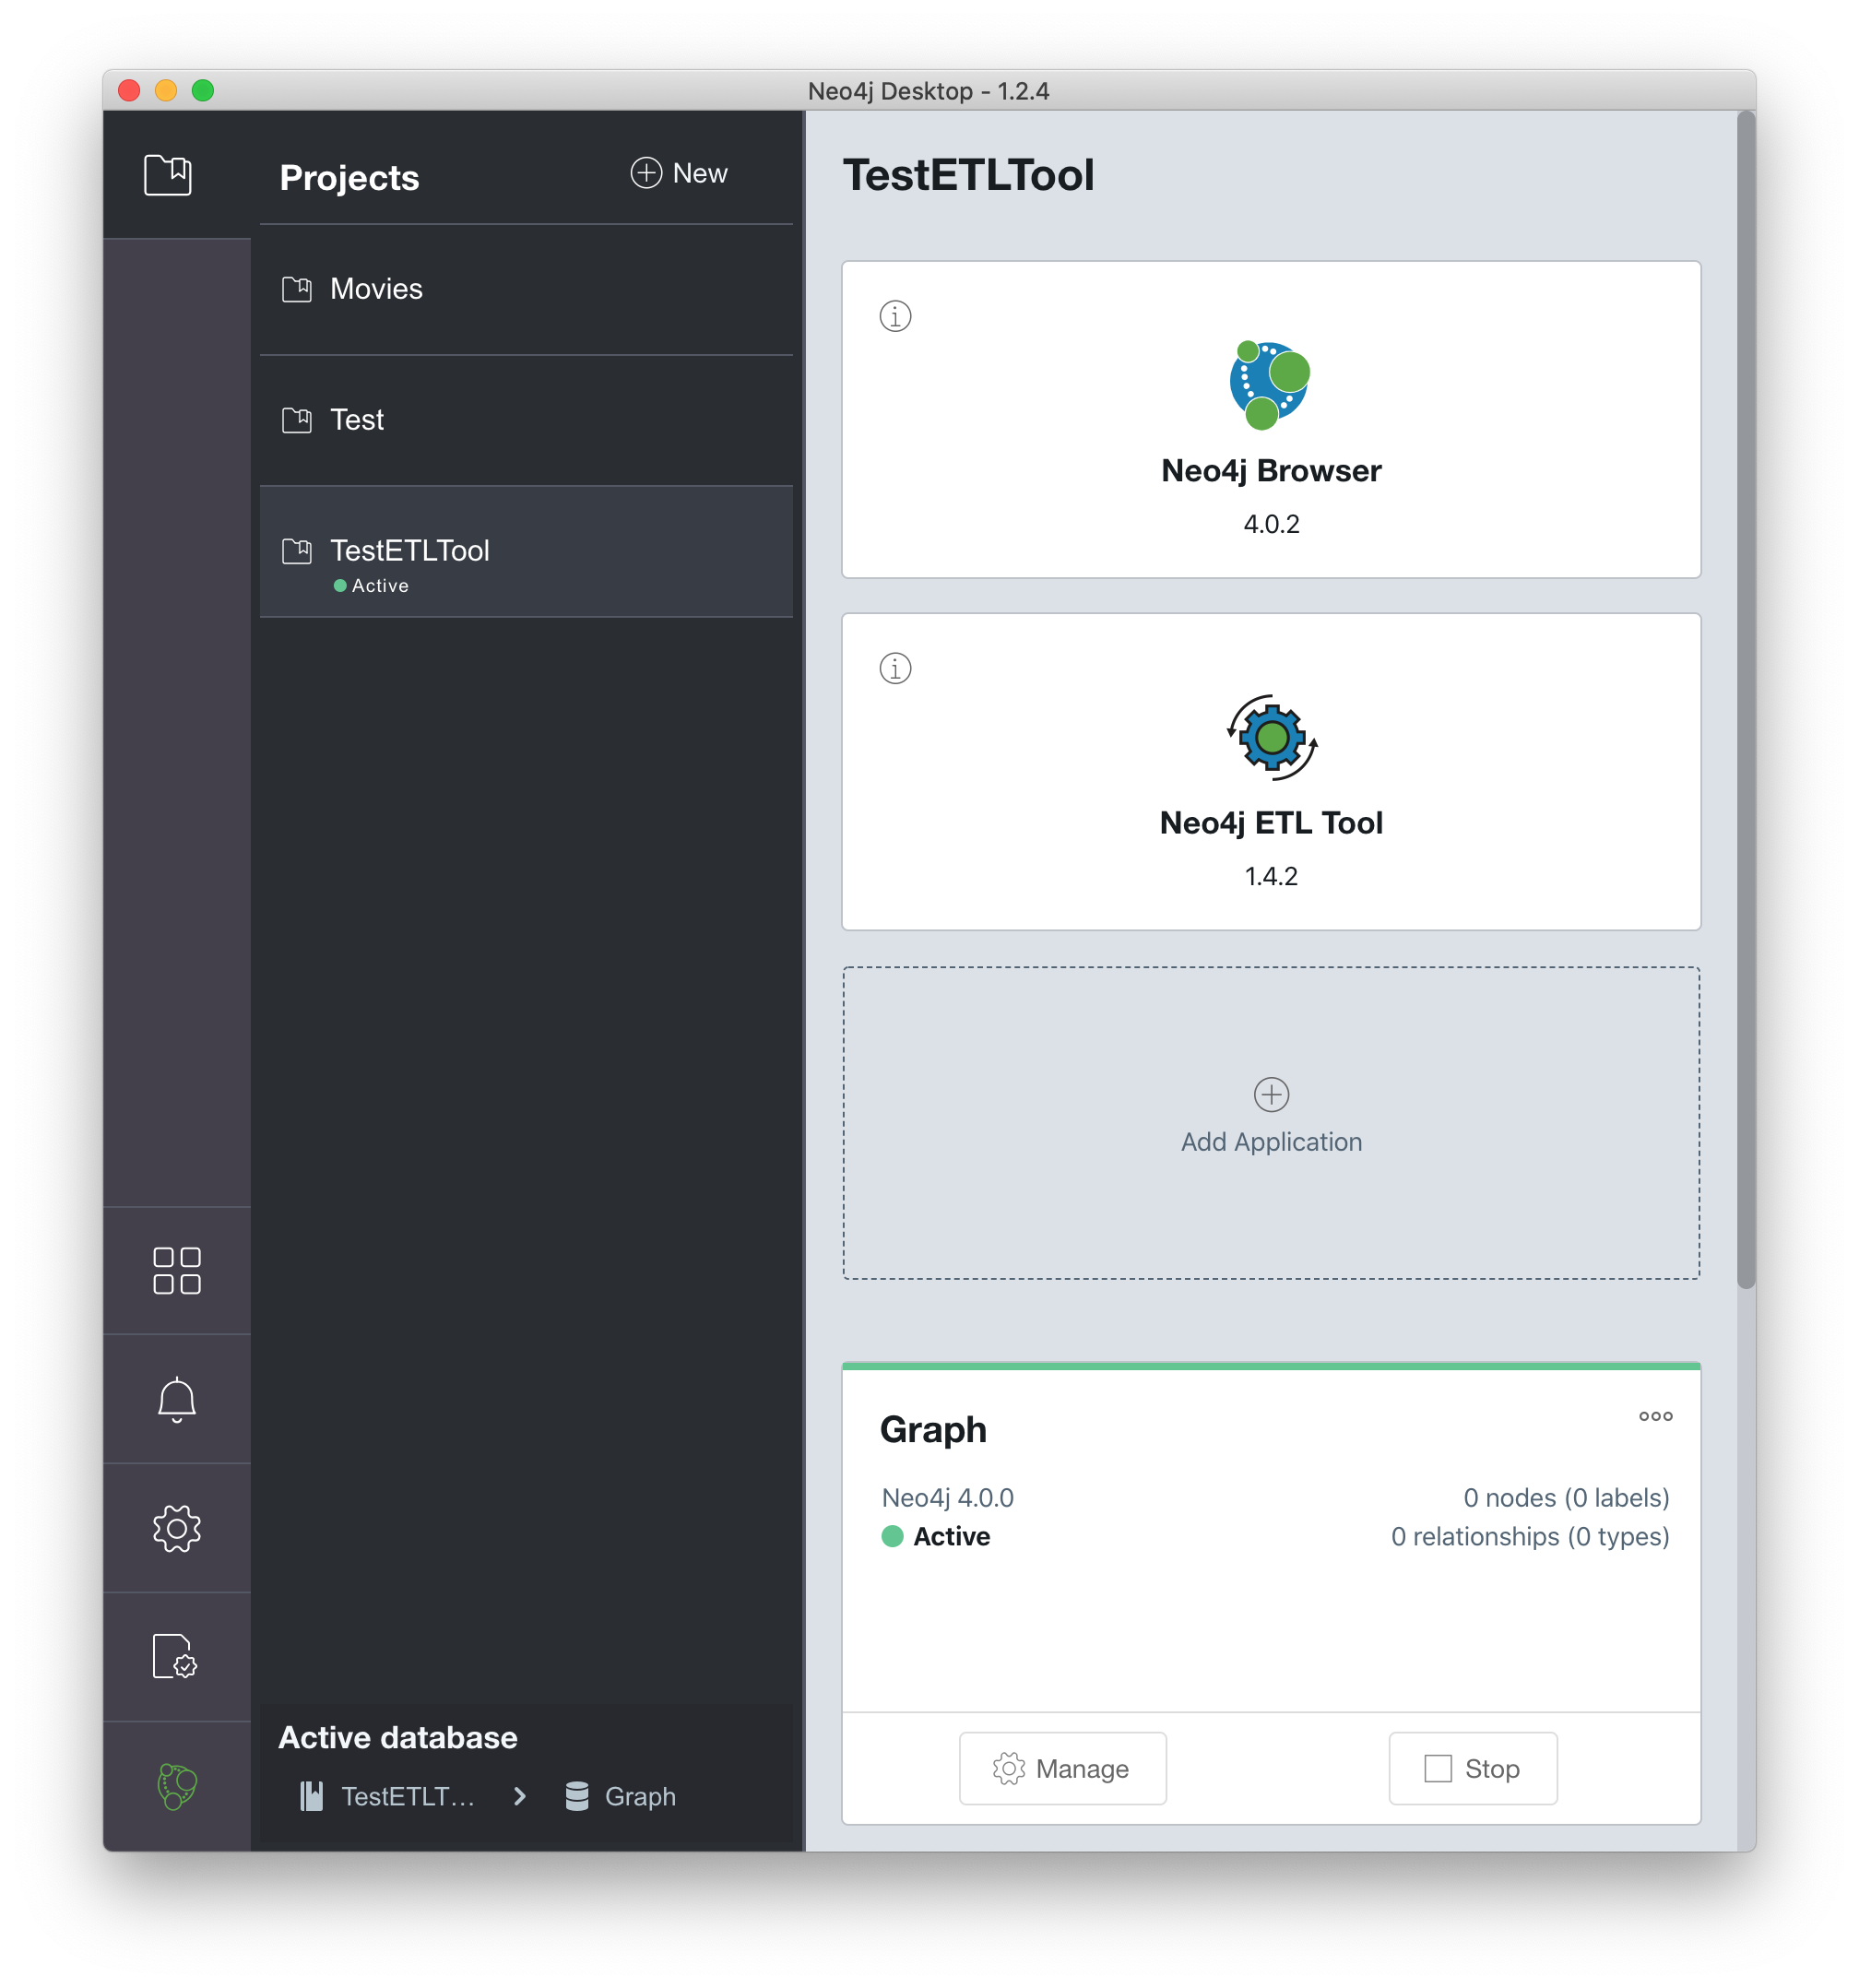 Neo4j Desktop - 1.2.4
Projects
New
Movies
Test
TestETLTool
Active
Active database
TestETLT...
Graph
TestETLTool
Neo4j Browser
4.0.2
Neo4j ETL Tool
1.4.2
Add Application
Graph
Neo4j 4.0.0
0 nodes (0 labels)
Active
0 relationships (0 types)
Manage
Stop